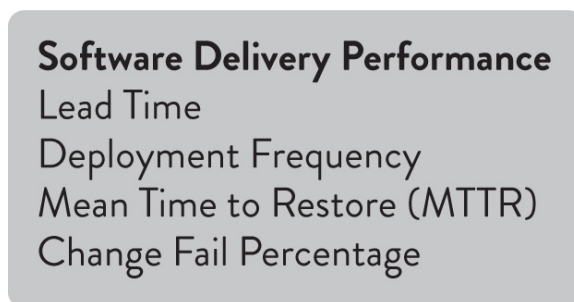 Software Delivery Performance
Lead Time
Deployment Frequency
Mean Time to Restore (MTTR)
Change Fail Percentage